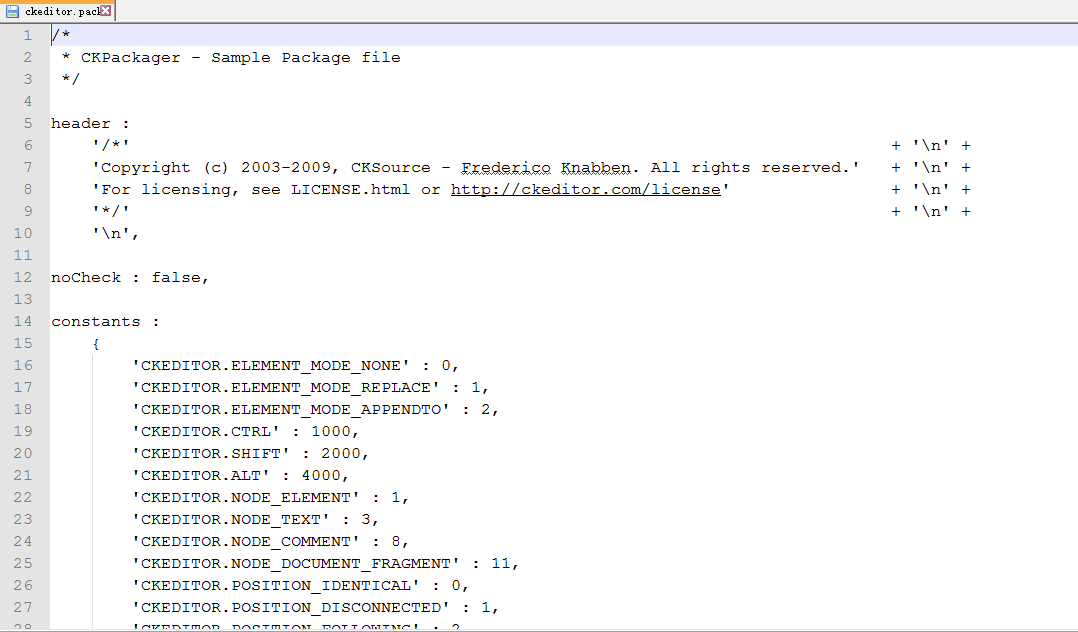 ckeditor.pack
1 /*
2 * CKPackager - Sample Package file
3 */
4
5 header :
6 '/*' + '\n' +
7 'Copyright (c) 2003-2009, CKSource - Frederico Knabben. All rights reserved.' + '\n' +
8 'For licensing, see LICENSE.html or http://ckeditor.com/license' + '\n' +
9 '*/' + '\n' +
10 '\n',
11
12 noCheck : false,
13
14 constants :
15 {
16 'CKEDITOR.ELEMENT_MODE_NONE' : 0,
17 'CKEDITOR.ELEMENT_MODE_REPLACE' : 1,
18 'CKEDITOR.ELEMENT_MODE_APPENDTO' : 2,
19 'CKEDITOR.CTRL' : 1000,
20 'CKEDITOR.SHIFT' : 2000,
21 'CKEDITOR.ALT' : 4000,
22 'CKEDITOR.NODE_ELEMENT' : 1,
23 'CKEDITOR.NODE_TEXT' : 3,
24 'CKEDITOR.NODE_COMMENT' : 8,
25 'CKEDITOR.NODE_DOCUMENT_FRAGMENT' : 11,
26 'CKEDITOR.POSITION_IDENTICAL' : 0,
27 'CKEDITOR.POSITION_DISCONNECTED' : 1,
28 'CKEDITOR.POSITION_FOLLOWING' : 2,